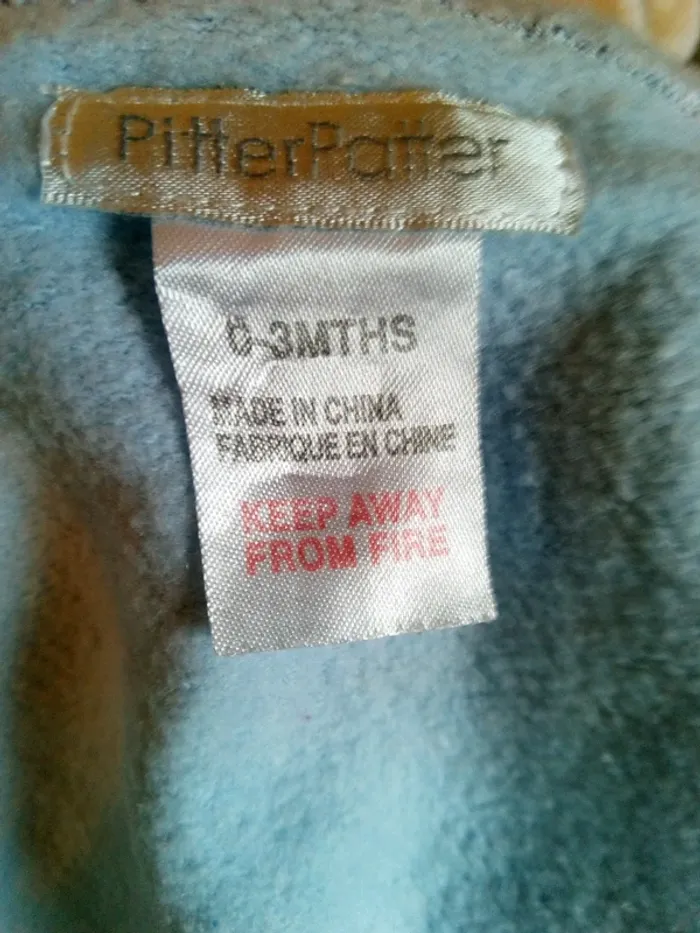 PitterPatter
0-3MTHS
MADE IN CHINA
FABRIQUE EN CHINE
KEEP AWAY
FROM FIRE